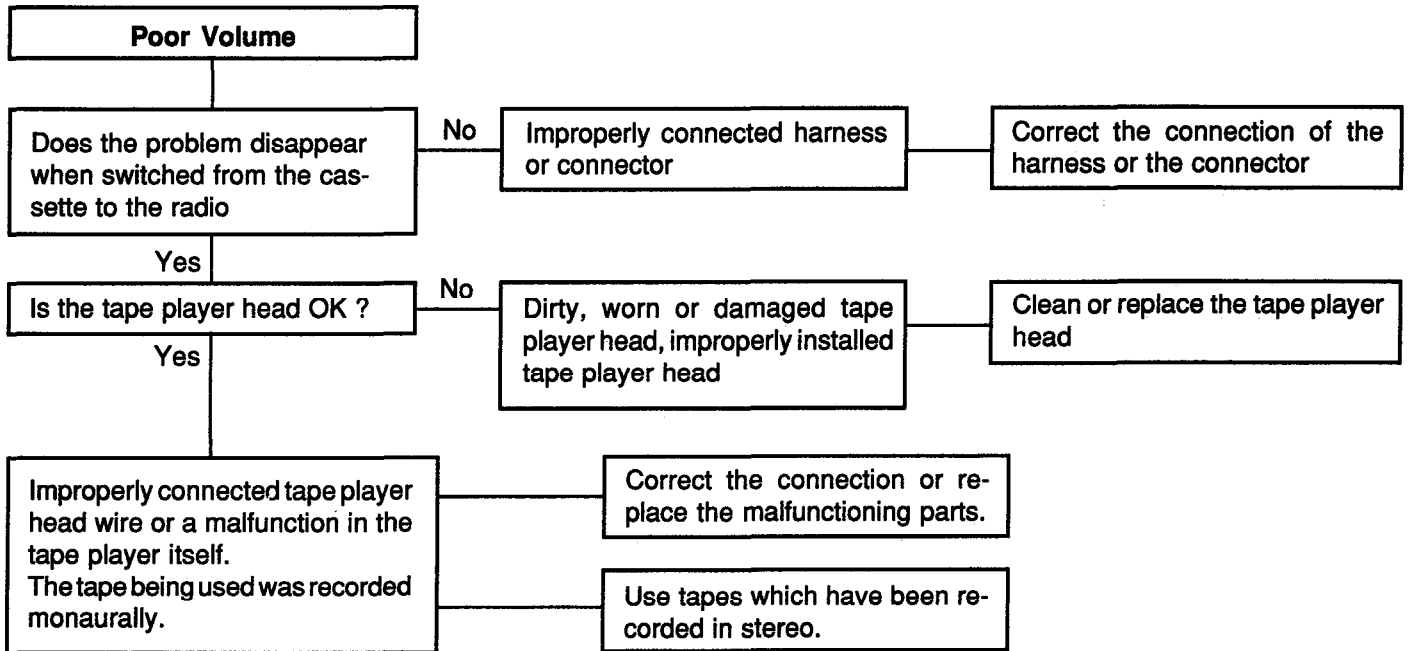 Poor Volume
Does the problem disappear
when switched from the cas-
sette to the radio
No
Improperly connected harness
or connector
Correct the connection of the
harness or the connector
Yes
Is the tape player head OK ?
No
Dirty, worn or damaged tape
player head, improperly installed
tape player head
Clean or replace the tape player
head
Yes
Improperly connected tape player
head wire or a malfunction in the
tape player itself.
The tape being used was recorded
monaurally.
Correct the connection or re-
place the malfunctioning parts.
Use tapes which have been re-
corded in stereo.